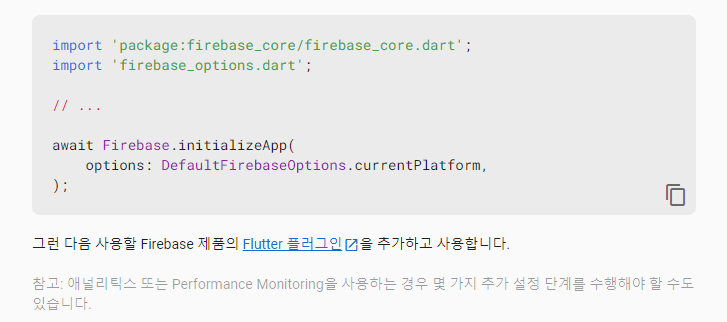 import 'package:firebase_core/firebase_core.dart';
import 'firebase_options.dart';
// ...
await Firebase.initializeApp(
    options: DefaultFirebaseOptions.currentPlatform,
);
그런 다음 사용할 Firebase 제품의 Flutter 플러그인을 추가하고 사용합니다.
참고: 애널리틱스 또는 Performance Monitoring을 사용하는 경우 몇 가지 추가 설정 단계를 수행해야 할 수도
있습니다.